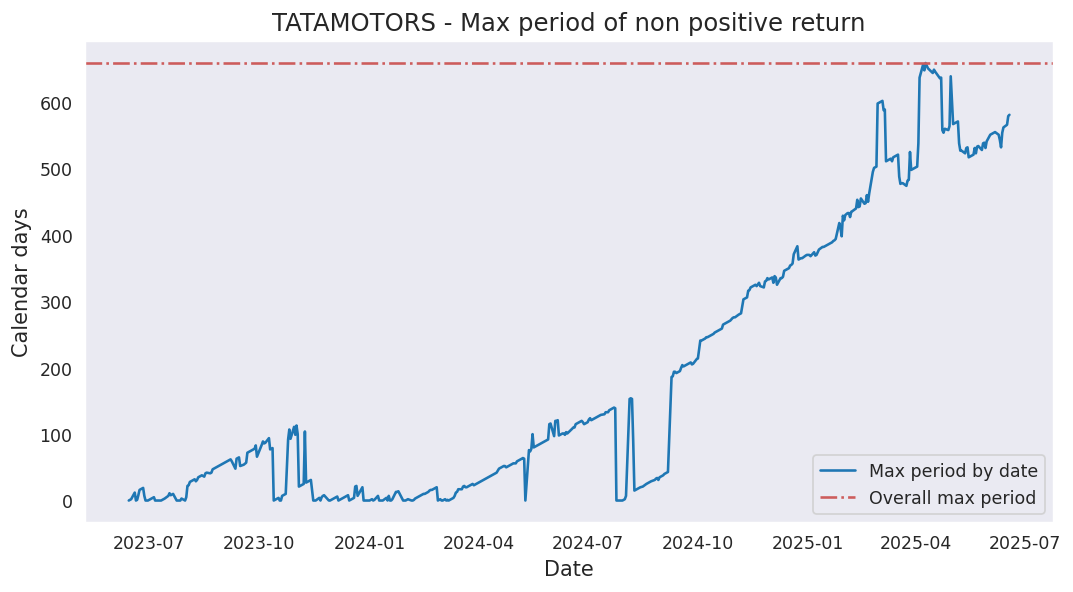 TATAMOTORS - Max period of non positive return
Calendar days
600
500
400
300
200
100
0
Max period by date
Overall max period
2023-07 2023-10 2024-01 2024-04 2024-07 2024-10 2025-01 2025-04 2025-07
Date